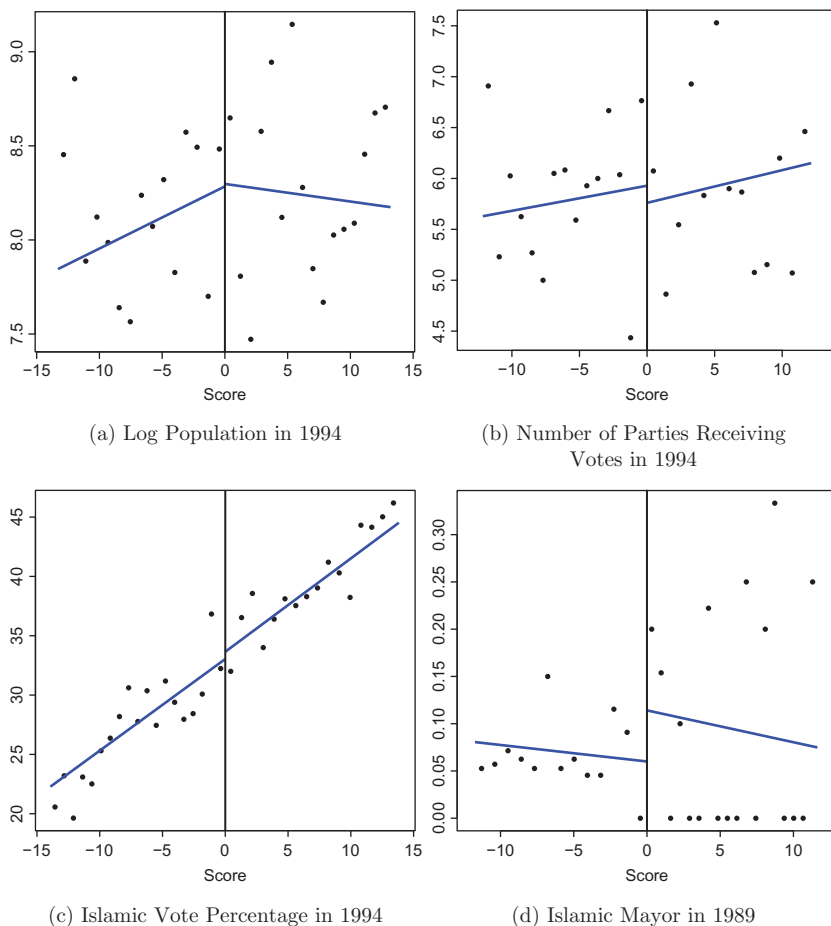 9.0
8.5
8.0
7.5
−15 −10 −5 0 5 10 15
Score
(a) Log Population in 1994
7.5
7.0
6.5
6.0
5.5
5.0
4.5
−10 −5 0 5 10
Score
(b) Number of Parties Receiving
Votes in 1994
45
40
35
30
25
20
−15 −10 −5 0 5 10 15
Score
(c) Islamic Vote Percentage in 1994
0.30
0.25
0.20
0.15
0.10
0.05
0.00
−10 −5 0 5 10
Score
(d) Islamic Mayor in 1989